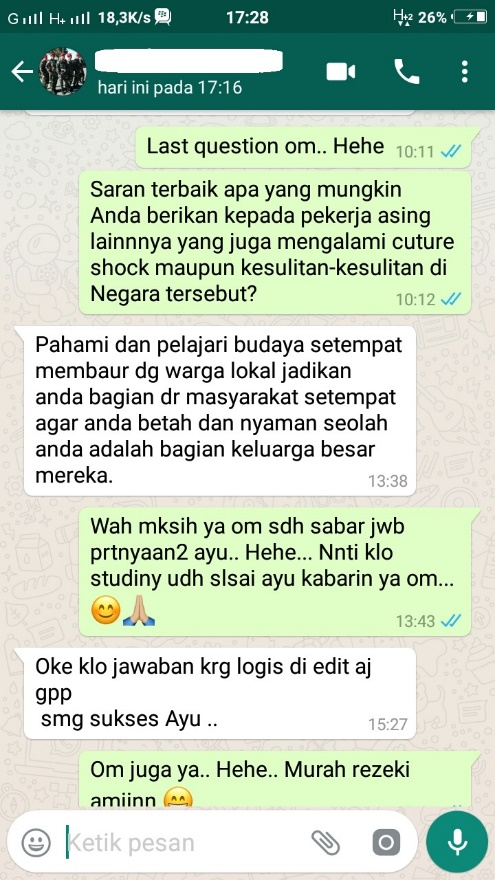 G H+ 18,3K/s 17:28 H+ 26%
hari ini pada 17:16
Last question om.. Hehe 10:11
Saran terbaik apa yang mungkin
Anda berikan kepada pekerja asing
lainnnya yang juga mengalami cuture
shock maupun kesulitan-kesulitan di
Negara tersebut? 10:12
Pahami dan pelajari budaya setempat
membaur dg warga lokal jadikan
anda bagian dr masyarakat setempat
agar anda betah dan nyaman seolah
anda adalah bagian keluarga besar
mereka. 13:38
Wah mksih ya om sdh sabar jwb
prtnyaan2 ayu.. Hehe... Nnti klo
studiny udh slsai ayu kabarin ya om...
😊🙏 13:43
Oke klo jawaban krg logis di edit aj
gpp
smg sukses Ayu .. 15:27
Om juga ya.. Hehe.. Murah rezeki
amiinn 😄
Ketik pesan